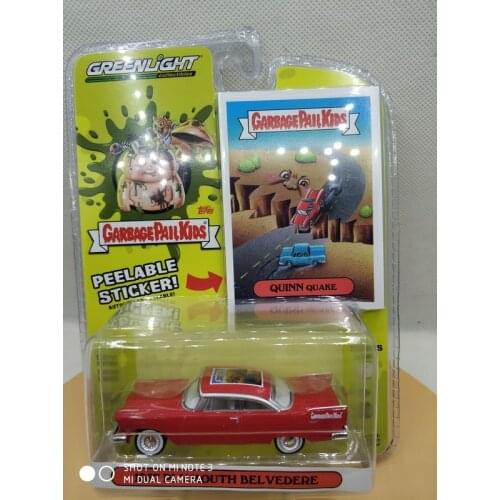 GREENLIGHT
collectibles
GARBAGE PAIL KIDS
topps
GARBAGE PAIL KIDS
PEELABLE
STICKER!
QUINN QUAKE
Garbage Pail Kids
OUTH BELVEDERE
SHOT ON MI NOTE 3
MI DUAL CAMERA